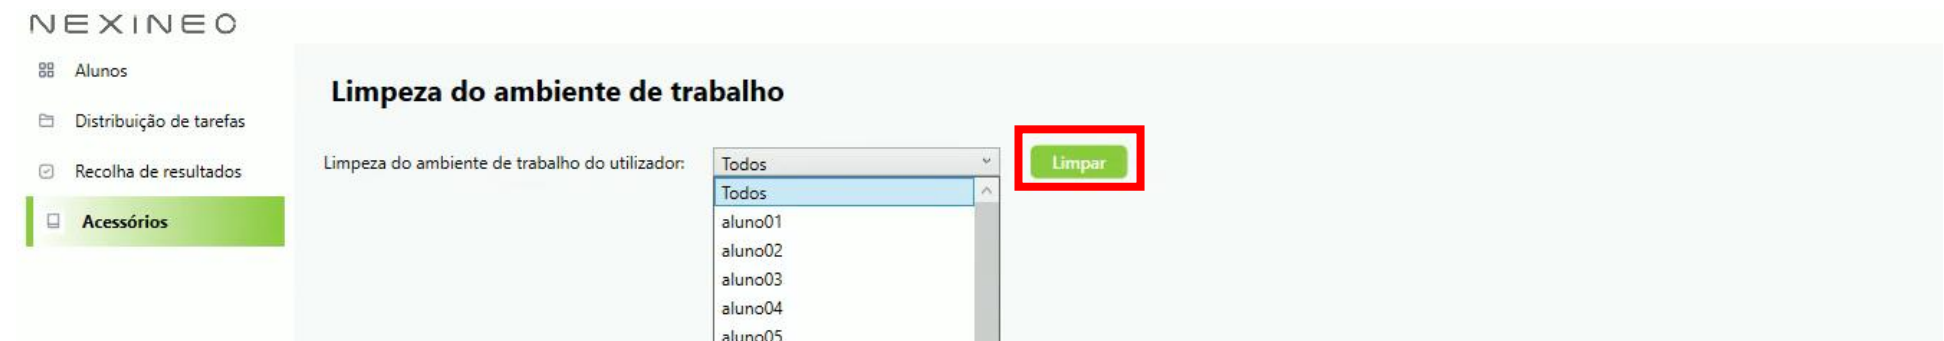 NEXINEO
Alunos
Distribuição de tarefas
Recolha de resultados
Acessórios
Limpeza do ambiente de trabalho
Limpeza do ambiente de trabalho do utilizador:
Todos
Limpar
Todos
aluno01
aluno02
aluno03
aluno04
aluno05